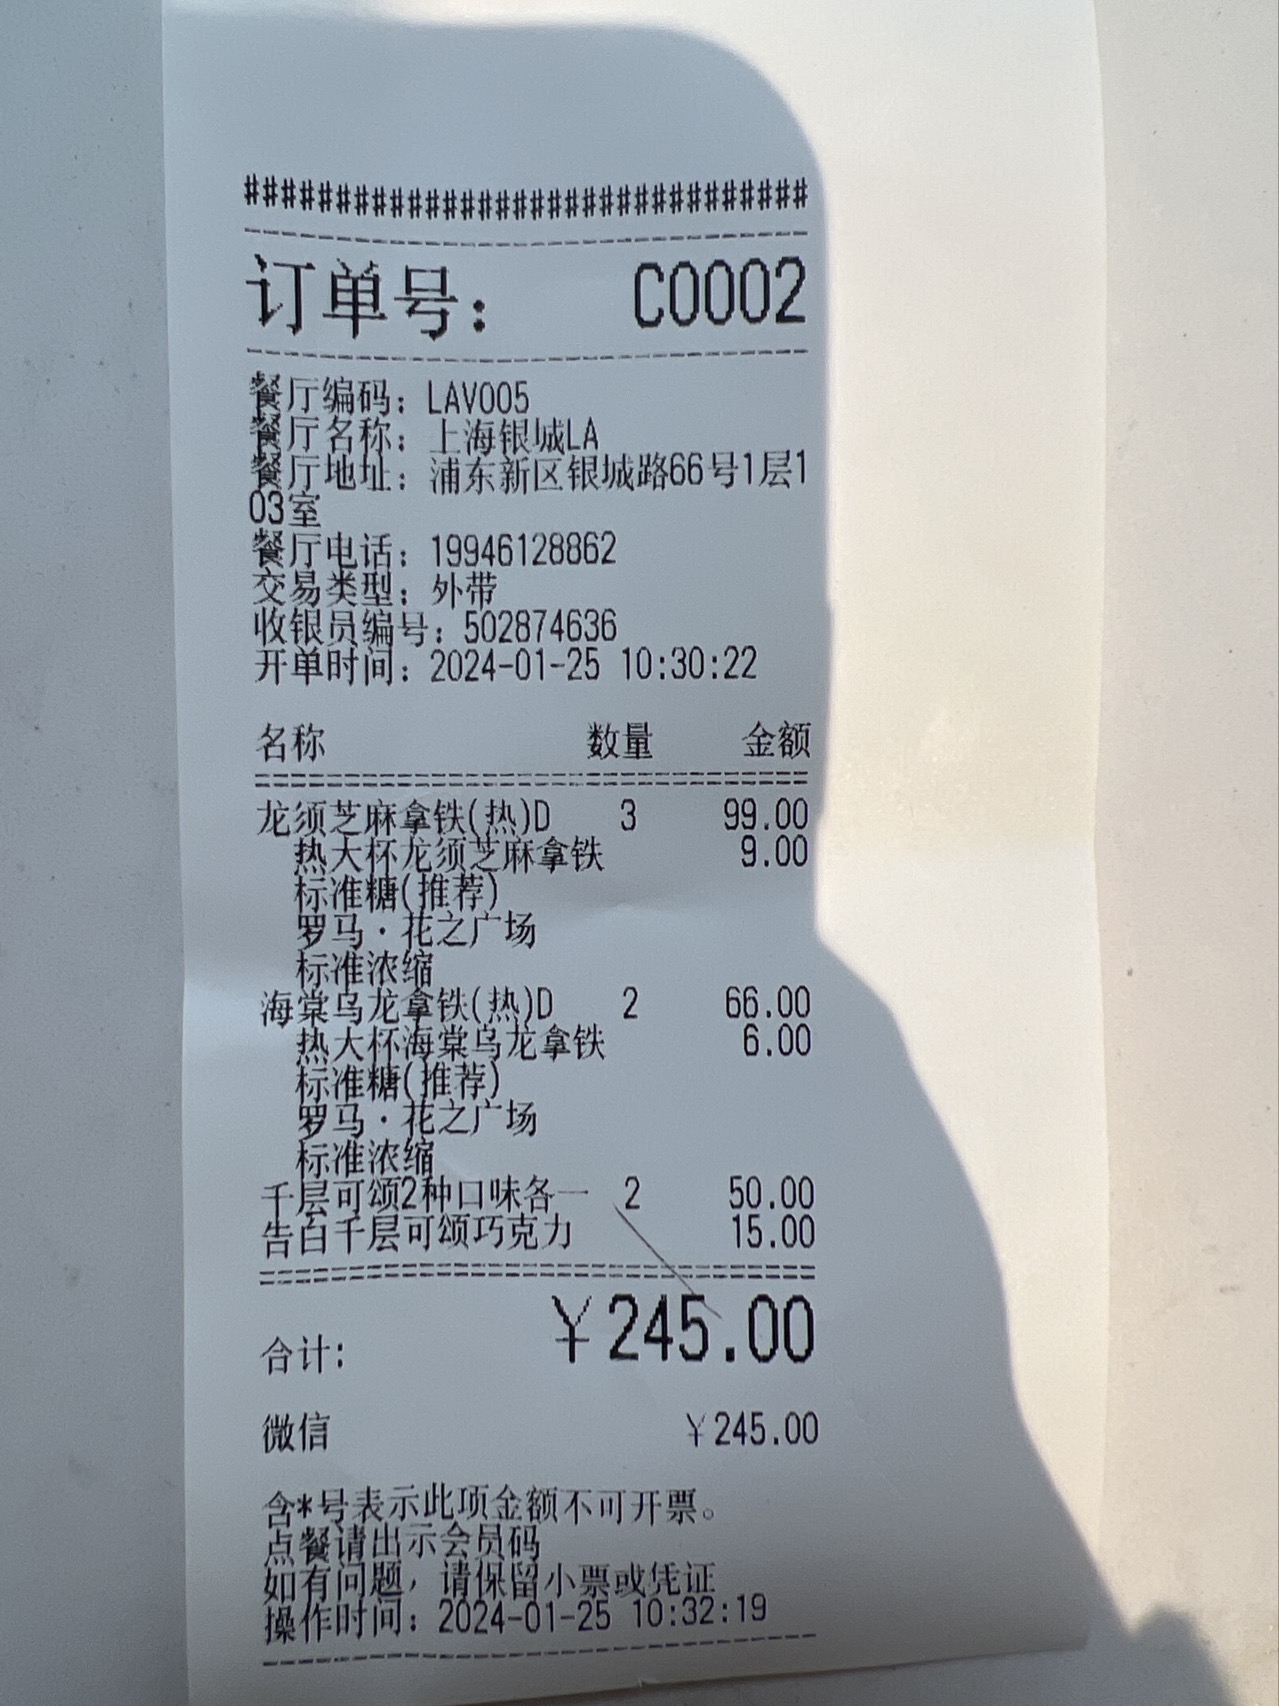 ################################
订单号： C0002
餐厅编码：LAV005
餐厅名称：上海银城LA
餐厅地址：浦东新区银城路66号1层1
03室
餐厅电话：19946128862
交易类型：外带
收银员编号：502874636
开单时间：2024-01-25 10:30:22
名称 数量 金额
龙须芝麻拿铁(热)D 3 99.00
热大杯龙须芝麻拿铁 9.00
标准糖(推荐)
罗马·花之广场
标准浓缩
海棠乌龙拿铁(热)D 2 66.00
热大杯海棠乌龙拿铁 6.00
标准糖(推荐)
罗马·花之广场
标准浓缩
千层可颂2种口味各一 2 50.00
告白千层可颂巧克力 15.00
合计: ￥245.00
微信 ￥245.00
含*号表示此项金额不可开票。
点餐请出示会员码
如有问题，请保留小票或凭证
操作时间：2024-01-25 10:32:19